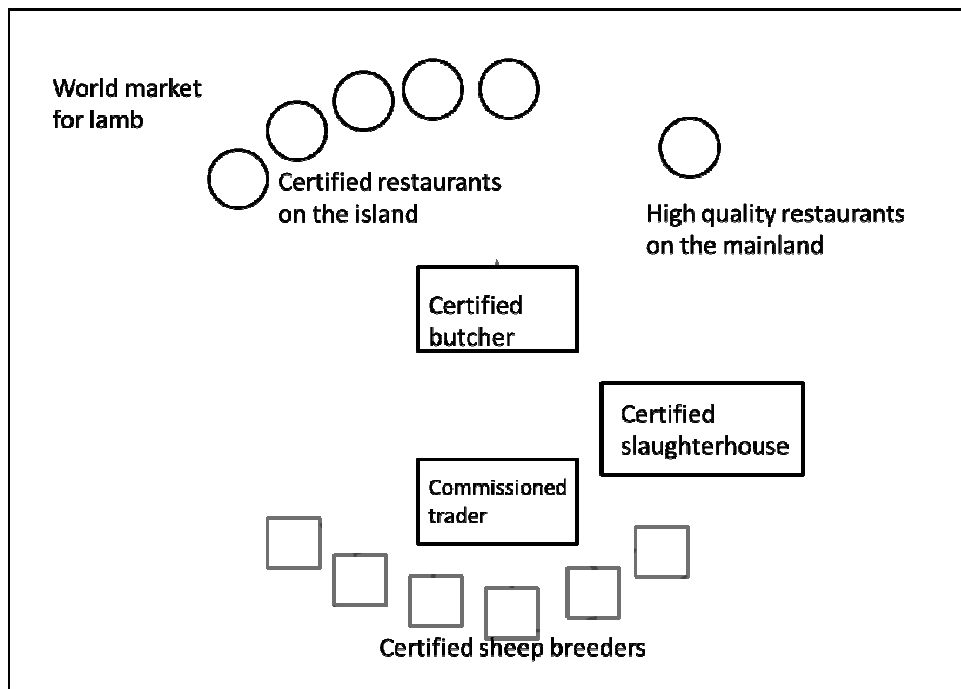 World market
for lamb
Certified restaurants
on the island
High quality restaurants
on the mainland
Certified
butcher
Certified
slaughterhouse
Commissioned
trader
Certified sheep breeders